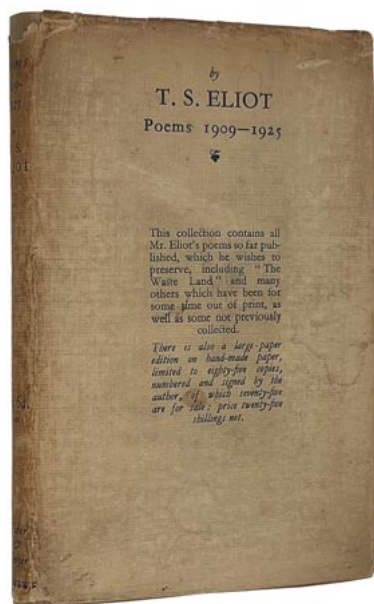 by
T. S. ELIOT
Poems 1909—1925
This collection contains all
Mr. Eliot's poems so far pub-
lished, which he wishes to
preserve, including "The
Waste Land" and many
others which have been for
some time out of print, as
well as some not previously
collected.
There is also a large-paper
edition on hand-made paper,
limited to eighty-five copies,
numbered and signed by the
author, of which seventy-five
are for sale: price twenty-five
shillings net.